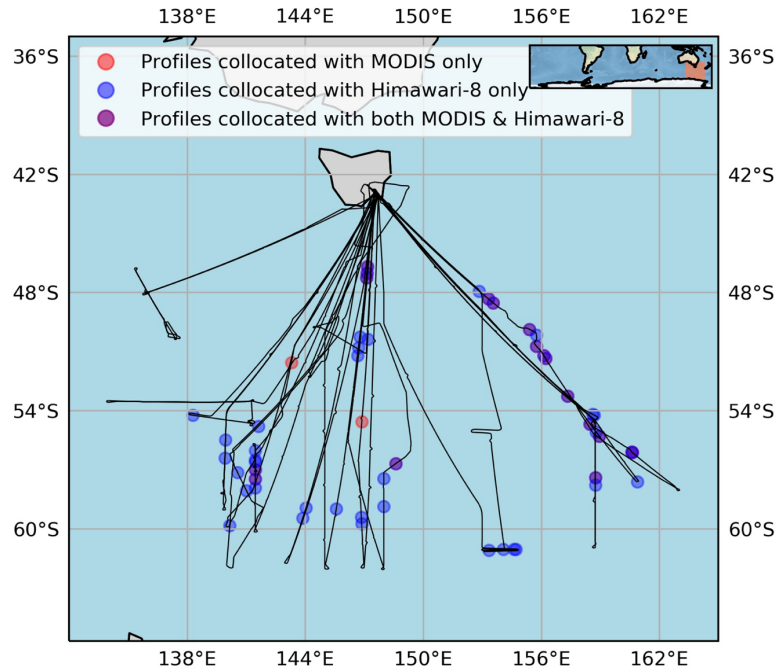 138°E 144°E 150°E 156°E 162°E
36°S 36°S
Profiles collocated with MODIS only
Profiles collocated with Himawari-8 only
Profiles collocated with both MODIS & Himawari-8
42°S 42°S
48°S 48°S
54°S 54°S
60°S 60°S
138°E 144°E 150°E 156°E 162°E